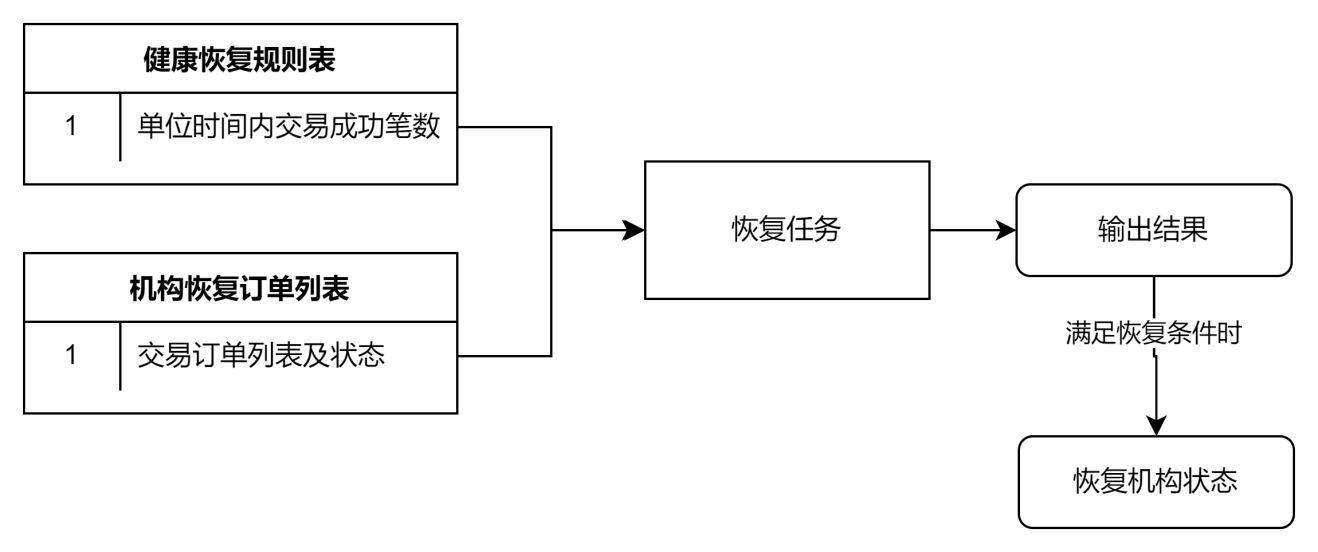 健康恢复规则表
1
单位时间内交易成功笔数
机构恢复订单列表
1
交易订单列表及状态
恢复任务
输出结果
满足恢复条件时
恢复机构状态